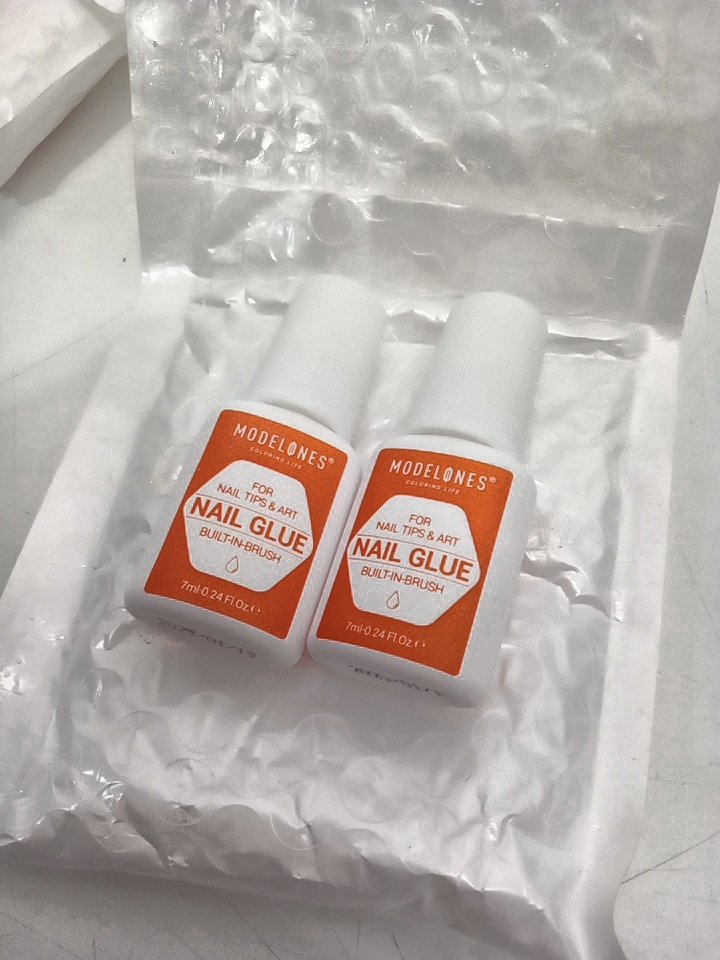 MODELONES®
COLORING LIFE
FOR
NAIL TIPS & ART
NAIL GLUE
BUILT-IN-BRUSH
7ml·0.24 Fl.Oz.℮
MODELONES®
COLORING LIFE
FOR
NAIL TIPS & ART
NAIL GLUE
BUILT-IN-BRUSH
7ml·0.24 Fl.Oz.℮